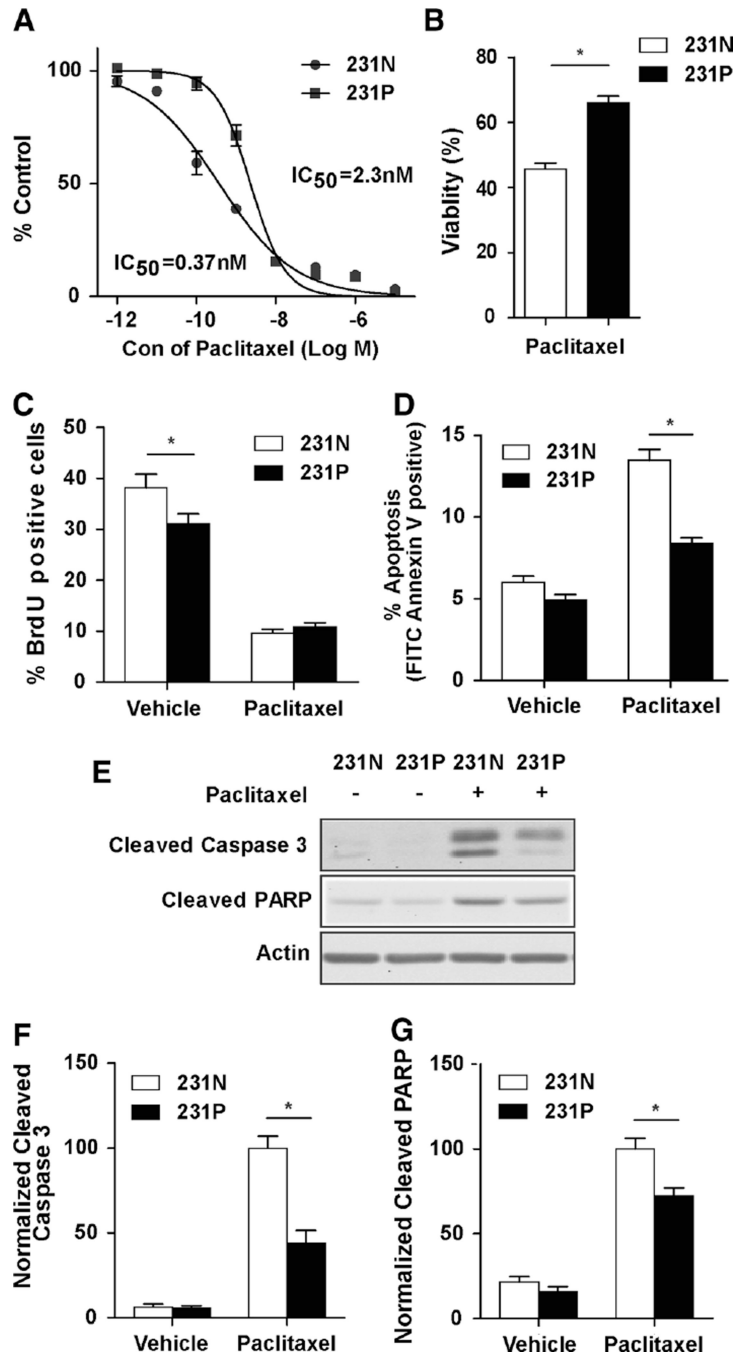 A
231N
231P
100
50
0
% Control
IC50=2.3nM
IC50=0.37nM
-12 -10 -8 -6
Con of Paclitaxel (Log M)
B
231N
231P
*
80
60
40
20
0
Viablity (%)
Paclitaxel
C
231N
231P
*
50
40
30
20
10
0
% BrdU positive cells
Vehicle Paclitaxel
D
231N
231P
*
15
10
5
0
% Apoptosis
(FITC Annexin V positive)
Vehicle Paclitaxel
E
231N 231P 231N 231P
Paclitaxel - - + +
Cleaved Caspase 3
Cleaved PARP
Actin
F
231N
231P
*
150
100
50
0
Normalized Cleaved
Caspase 3
Vehicle Paclitaxel
G
231N
231P
*
150
100
50
0
Normalized Cleaved PARP
Vehicle Paclitaxel